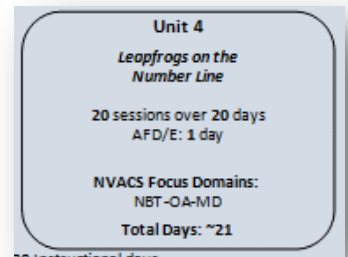 Unit 4
Leapfrogs on the
Number Line
20 sessions over 20 days
AFD/E: 1 day
NVACS Focus Domains:
NBT-OA-MD
Total Days: ~21